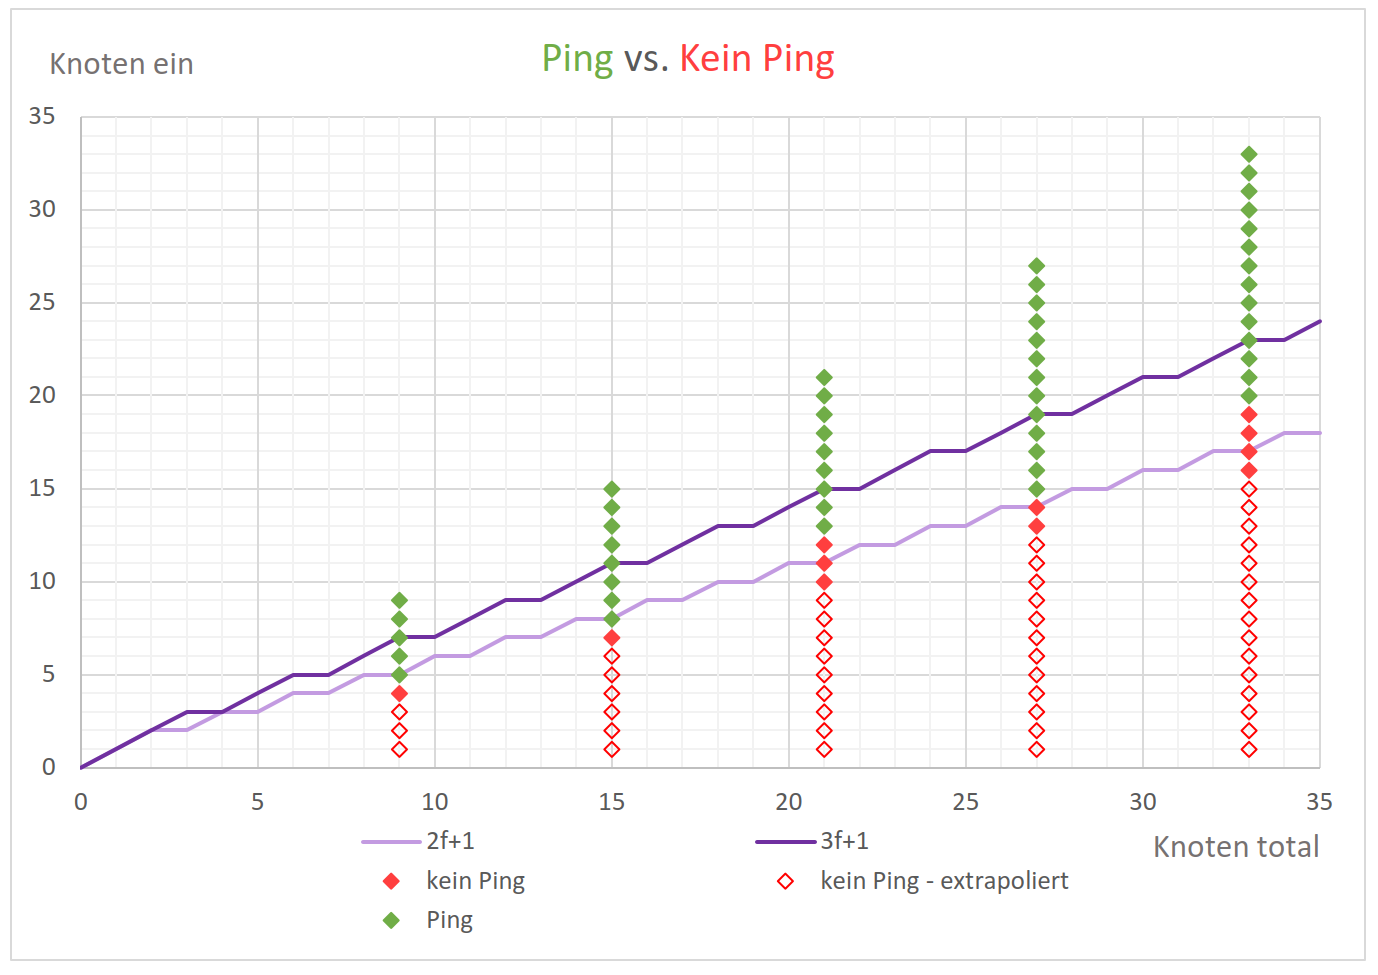 Ping vs. Kein Ping
Knoten ein
35
30
25
20
15
10
5
0
0 5 10 15 20 25 30 35
Knoten total
2f+1 3f+1
kein Ping kein Ping - extrapoliert
Ping